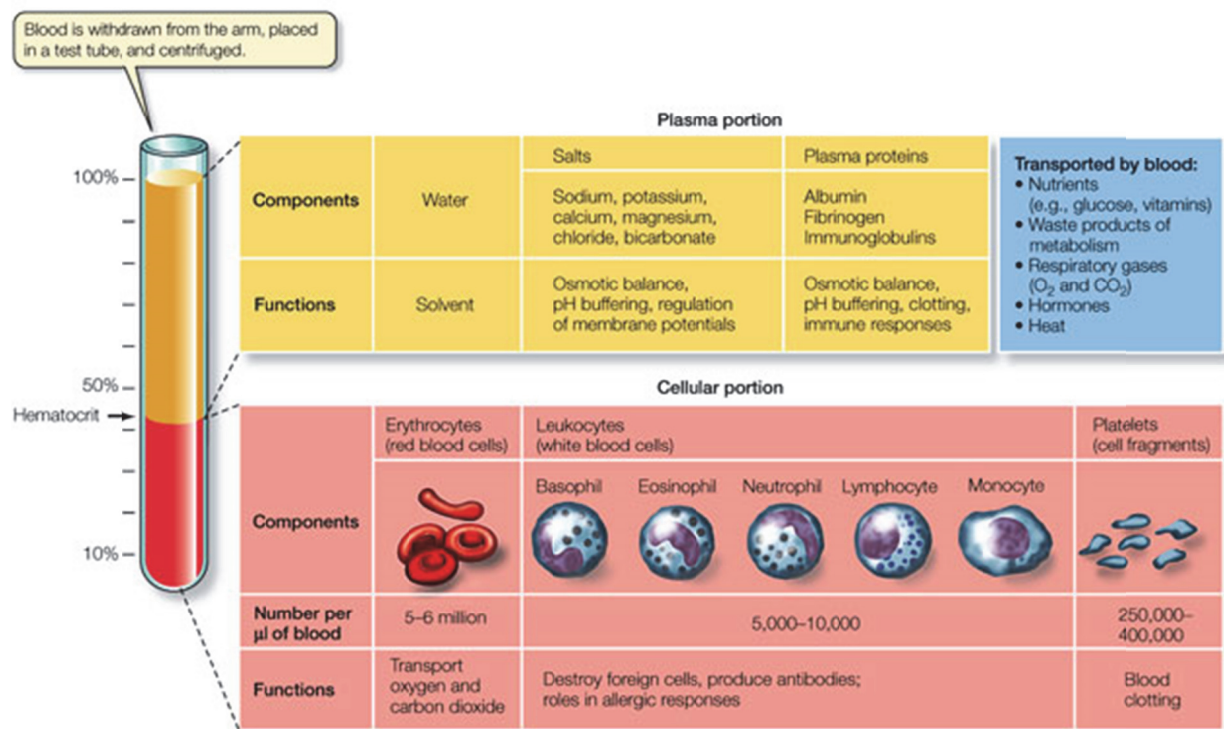 Blood is withdrawn from the arm, placed
in a test tube, and centrifuged.
100%
50%
Hematocrit
10%
Plasma portion
Components
Water
Salts
Sodium, potassium,
calcium, magnesium,
chloride, bicarbonate
Plasma proteins
Albumin
Fibrinogen
Immunoglobulins
Functions
Solvent
Osmotic balance,
pH buffering, regulation
of membrane potentials
Osmotic balance,
pH buffering, clotting,
immune responses
Transported by blood:
• Nutrients
(e.g., glucose, vitamins)
• Waste products of
metabolism
• Respiratory gases
(O₂ and CO₂)
• Hormones
• Heat
Cellular portion
Components
Erythrocytes
(red blood cells)
Leukocytes
(white blood cells)
Basophil
Eosinophil
Neutrophil
Lymphocyte
Monocyte
Platelets
(cell fragments)
Number per
µl of blood
5–6 million
5,000–10,000
250,000–
400,000
Functions
Transport
oxygen and
carbon dioxide
Destroy foreign cells, produce antibodies;
roles in allergic responses
Blood
clotting